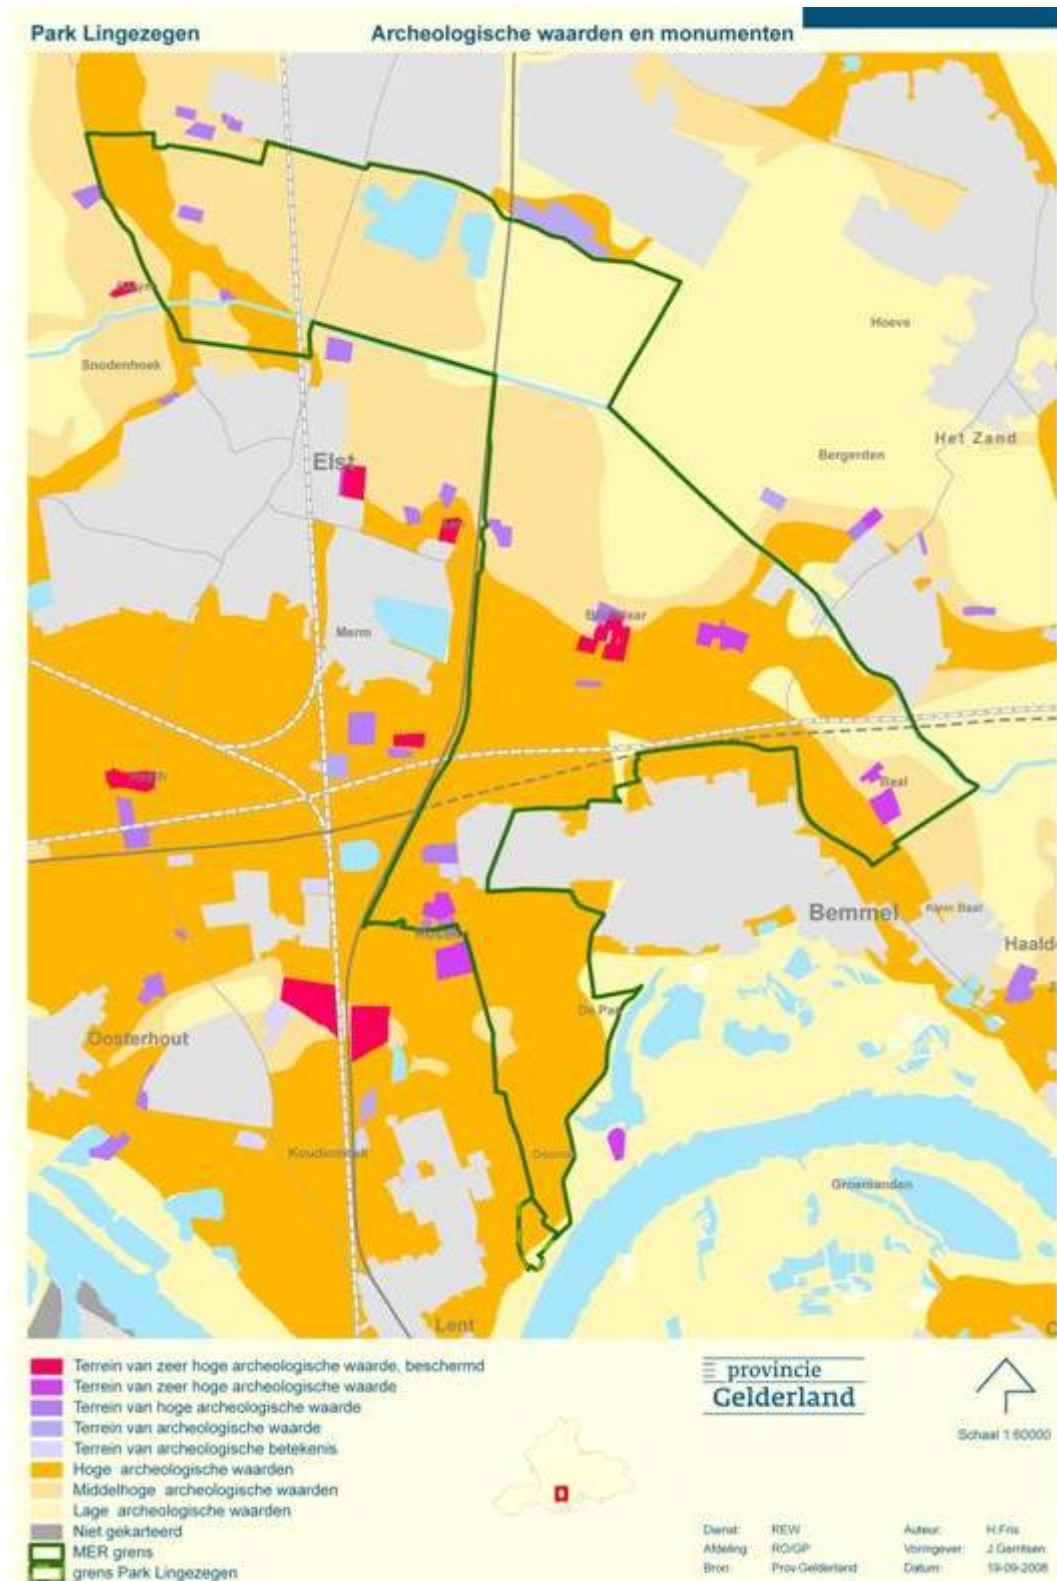 Park Lingezegen
Archeologische waarden en monumenten
Hoeve
Snodenhoek
Het Zand
Elst
Bergerden
Merm
Baal
Bemmel
Klein Baal
Oosterhout
Koudenhoek
Groenlanden
Lent
Terrein van zeer hoge archeologische waarde, beschermd
Terrein van zeer hoge archeologische waarde
Terrein van hoge archeologische waarde
Terrein van archeologische waarde
Terrein van archeologische betekenis
Hoge archeologische waarden
Middelhoge archeologische waarden
Lage archeologische waarden
Niet gekarteerd
MER grens
grens Park Lingezegen
provincie
Gelderland
Schaal 1:60000
Dienst: REW
Afdeling: RO/GP
Bron: Prov Gelderland
Auteur: H.Fris
Vormgever: J.Gerritsen
Datum: 19-09-2008